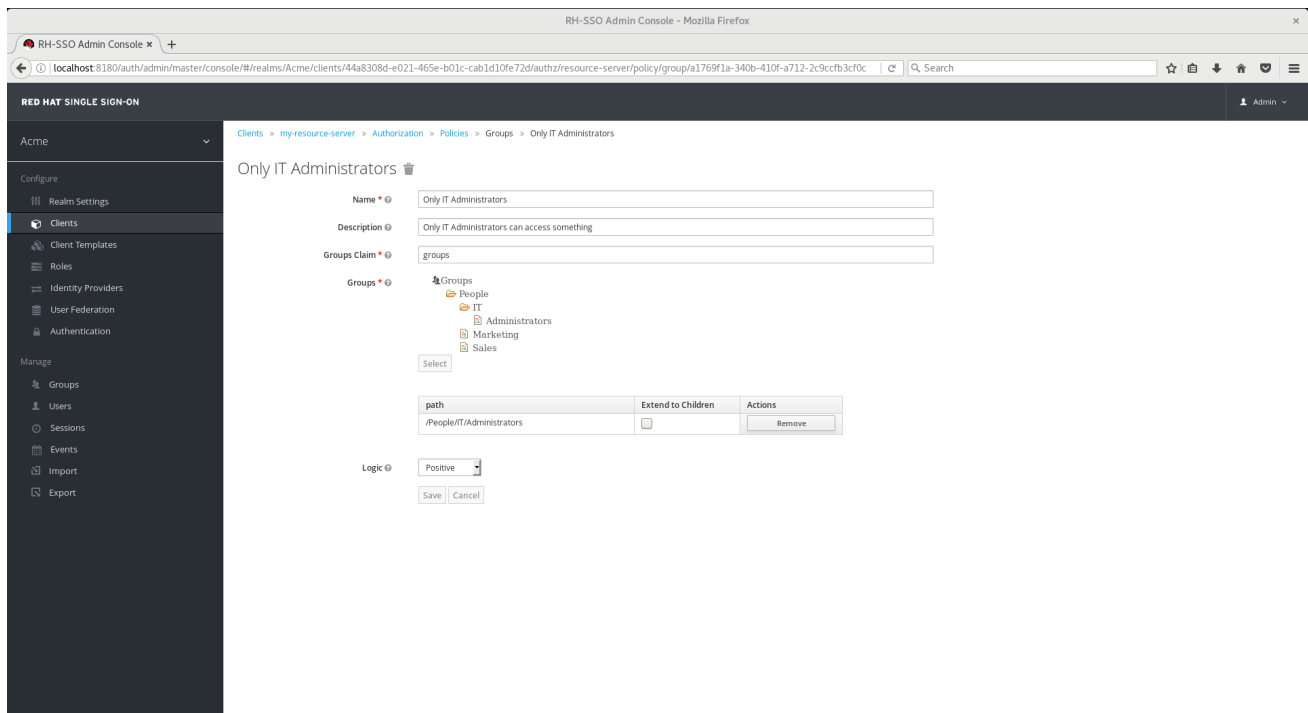 RH-SSO Admin Console - Mozilla Firefox
RH-SSO Admin Console
localhost:8180/auth/admin/master/console/#/realms/Acme/clients/44a8308d-e021-465e-b01c-cab1d10fe72d/authz/resource-server/policy/group/a1769f1a-340b-410f-a712-2c9ccfb3cf0c
Search
RED HAT SINGLE SIGN-ON
Admin
Acme
Configure
Realm Settings
Clients
Client Templates
Roles
Identity Providers
User Federation
Authentication
Manage
Groups
Users
Sessions
Events
Import
Export
Clients » my-resource-server » Authorization » Policies » Groups » Only IT Administrators
Only IT Administrators
Name * Only IT Administrators
Description Only IT Administrators can access something
Groups Claim * groups
Groups * Groups
People
IT
Administrators
Marketing
Sales
Select
path Extend to Children Actions
/People/IT/Administrators Remove
Logic Positive
Save Cancel